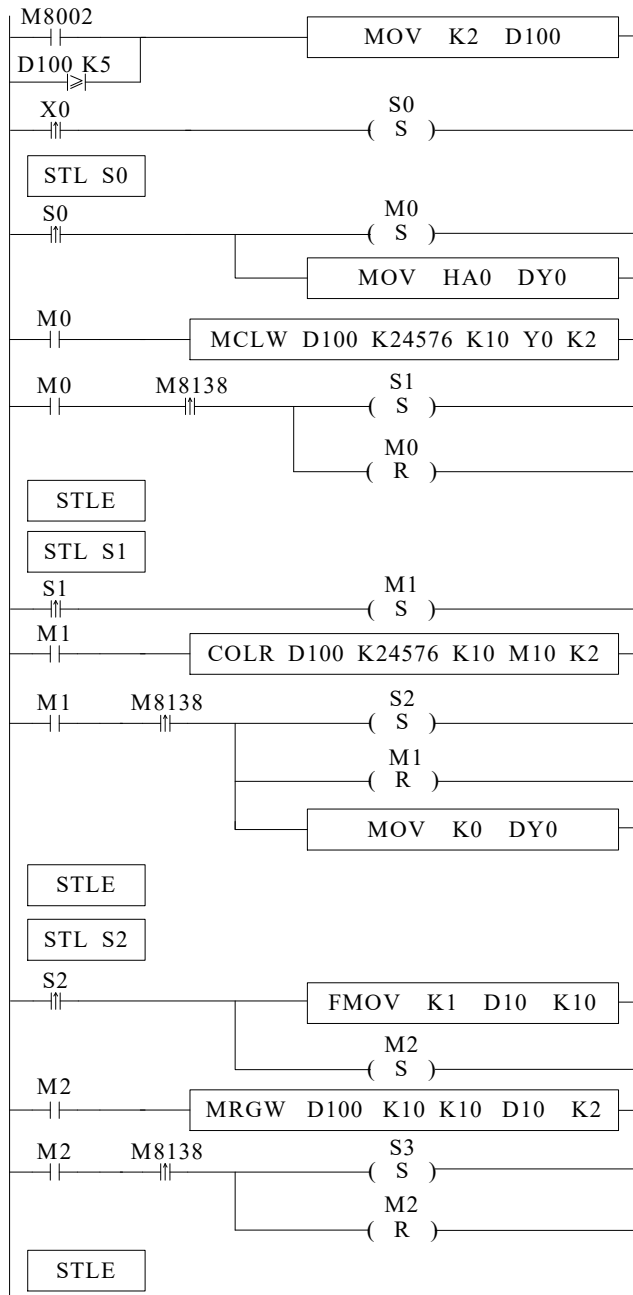 M8002
MOV K2 D100
D100 K5
≥
X0
S0
( S )
STL S0
S0
M0
( S )
MOV HA0 DY0
M0
MCLW D100 K24576 K10 Y0 K2
M0 M8138
S1
( S )
M0
( R )
STLE
STL S1
S1
M1
( S )
M1
COLR D100 K24576 K10 M10 K2
M1 M8138
S2
( S )
M1
( R )
MOV K0 DY0
STLE
STL S2
S2
FMOV K1 D10 K10
M2
( S )
M2
MRGW D100 K10 K10 D10 K2
M2 M8138
S3
( S )
M2
( R )
STLE